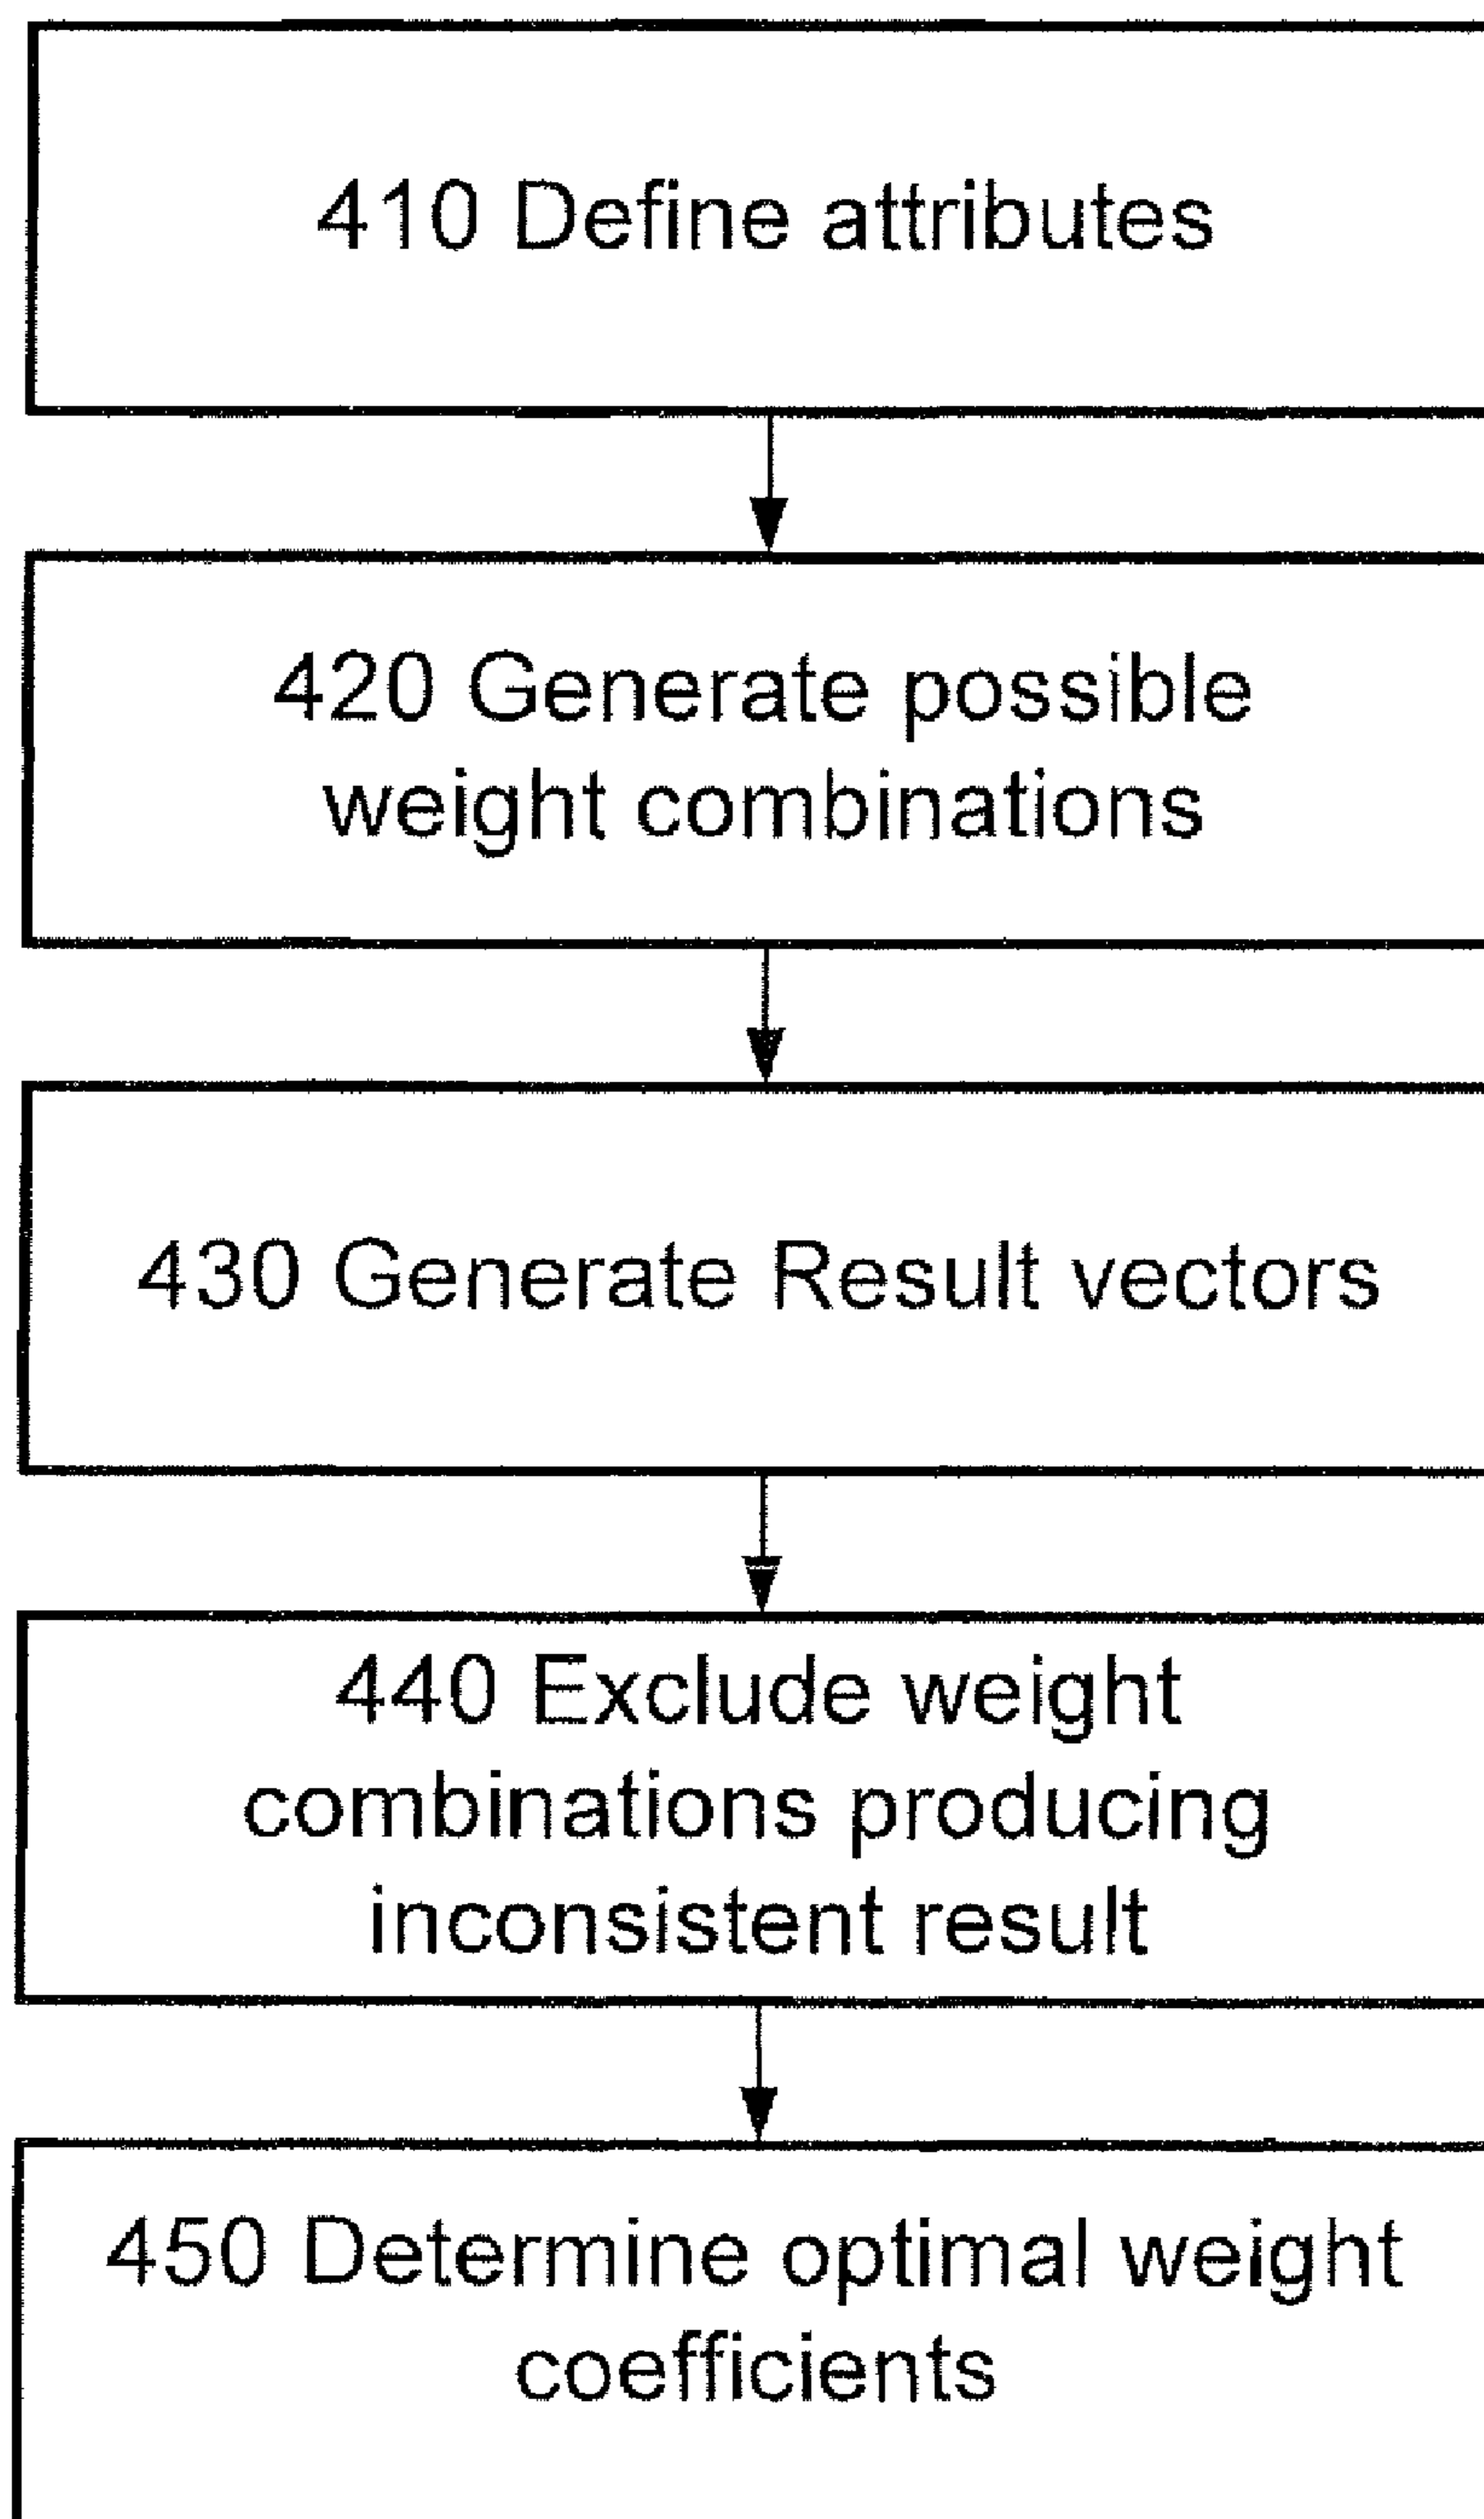 410 Define attributes
420 Generate possible
weight combinations
430 Generate Result vectors
440 Exclude weight
combinations producing
inconsistent result
450 Determine optimal weight
coefficients